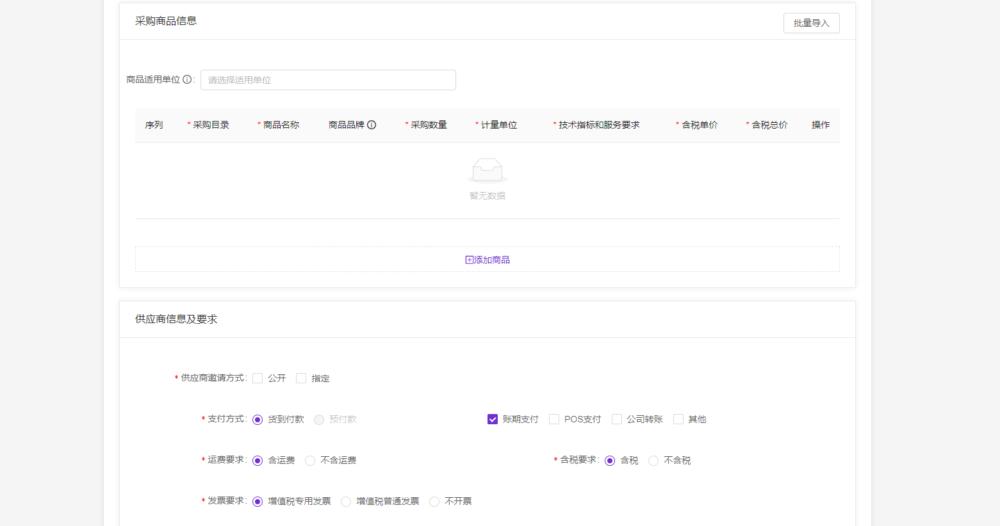 采购商品信息
批量导入
商品适用单位 : 请选择适用单位
序列 * 采购目录 * 商品名称 商品品牌 * 采购数量 * 计量单位 * 技术指标和服务要求 * 含税单价 * 含税总价 操作
暂无数据
添加商品
供应商信息及要求
* 供应商邀请方式: 公开 指定
* 支付方式: 货到付款 预付款 账期支付 POS支付 公司转账 其他
* 运费要求: 含运费 不含运费 * 含税要求: 含税 不含税
* 发票要求: 增值税专用发票 增值税普通发票 不开票